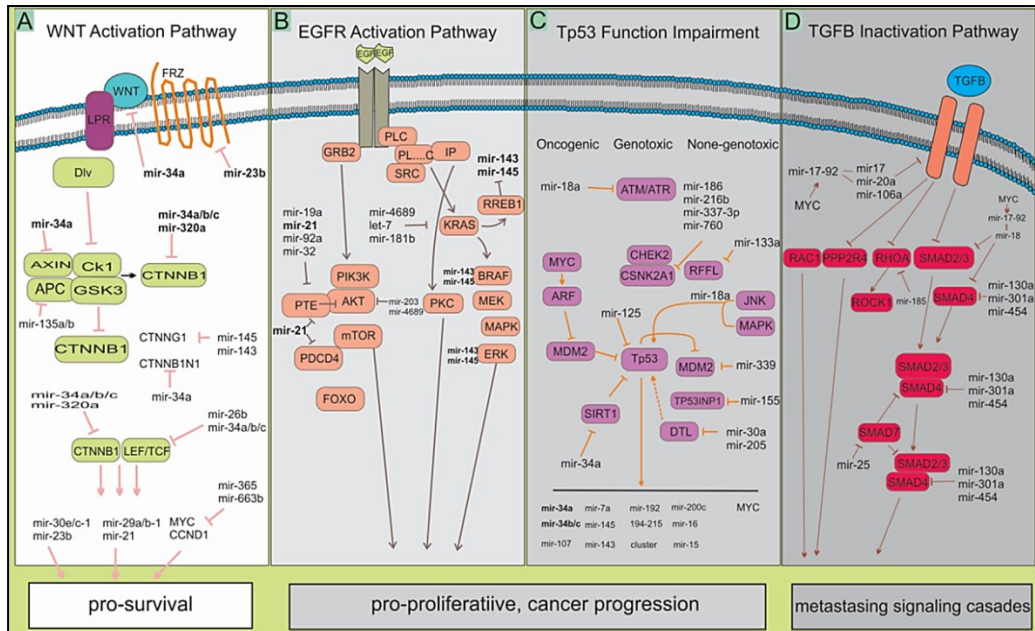 A
WNT Activation Pathway
FRZ
WNT
LPR
mir-34a
mir-23b
Dlv
mir-34a
mir-34a/b/c
mir-320a
AXIN
Ck1
CTNNB1
APC
GSK3
mir-135a/b
CTNNB1
CTNNG1
mir-145
mir-143
CTNNB1N1
mir-34a
mir-34a/b/c
mir-320a
mir-26b
mir-34a/b/c
CTNNB1
LEF/TCF
mir-365
mir-663b
mir-30e/c-1
mir-23b
mir-29a/b-1
mir-21
MYC
CCND1
pro-survival
B
EGFR Activation Pathway
EGF
EGF
PLC
GRB2
PL....C
IP
SRC
mir-143
mir-145
RREB1
mir-19a
mir-21
mir-92a
mir-32
mir-4689
let-7
mir-181b
KRAS
PIK3K
mir-143
mir-145
BRAF
PTE
AKT
mir-203
mir-4689
PKC
MEK
mir-21
mTOR
MAPK
PDCD4
mir-143
mir-145
ERK
FOXO
C
Tp53 Function Impairment
Oncogenic
Genotoxic
None-genotoxic
mir-18a
ATM/ATR
mir-186
mir-216b
mir-337-3p
mir-760
MYC
CHEK2
CSNK2A1
RFFL
mir-133a
ARF
mir-18a
JNK
mir-125
MAPK
MDM2
Tp53
MDM2
mir-339
SIRT1
TP53INP1
mir-155
DTL
mir-30a
mir-205
mir-34a
mir-34a
mir-7a
mir-192
mir-200c
MYC
mir-34b/c
mir-145
194-215
mir-16
mir-107
mir-143
cluster
mir-15
pro-proliferatiive, cancer progression
D
TGFB Inactivation Pathway
TGFB
mir-17-92
mir17
mir-20a
mir-106a
MYC
MYC
mir-17-92
mir-18
RAC1
PPP2R4
RHOA
SMAD2/3
ROCK1
mir-185
SMAD4
mir-130a
mir-301a
mir-454
SMAD2/3
SMAD4
mir-130a
mir-301a
mir-454
SMAD7
mir-25
SMAD2/3
SMAD4
mir-130a
mir-301a
mir-454
metastasing signaling casades